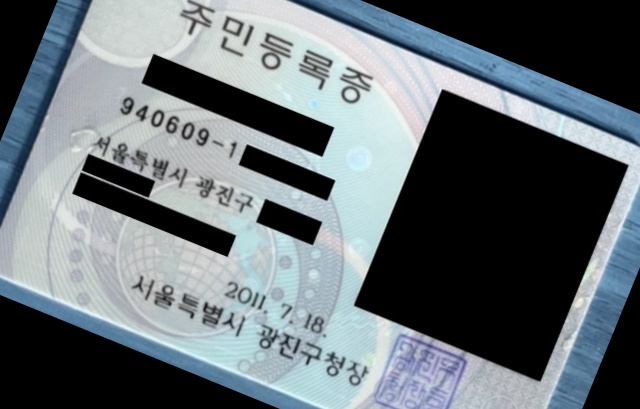 주민등록증
940609-1
서울특별시 광진구
2011. 7. 18.
서울특별시 광진구청장